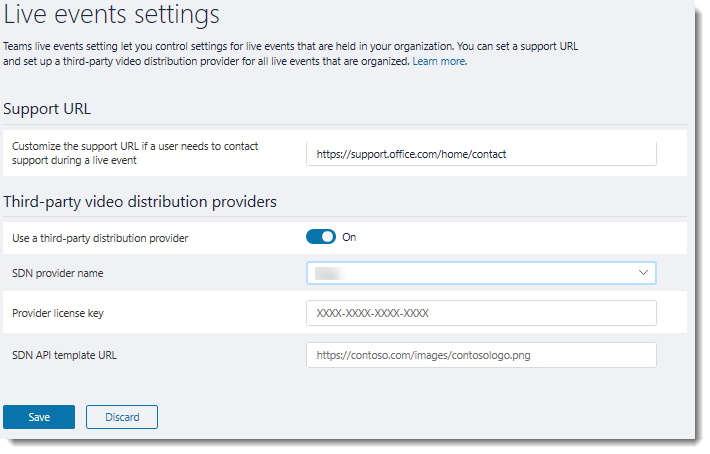 Live events settings
Teams live events setting let you control settings for live events that are held in your organization. You can set a support URL
and set up a third-party video distribution provider for all live events that are organized. Learn more.
Support URL
Customize the support URL if a user needs to contact
support during a live event
https://support.office.com/home/contact
Third-party video distribution providers
Use a third-party distribution provider
On
SDN provider name
Provider license key
XXXX-XXXX-XXXX-XXXX
SDN API template URL
https://contoso.com/images/contosologo.png
Save
Discard